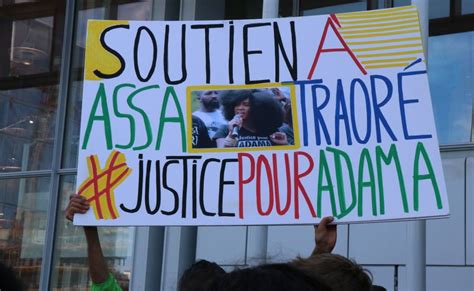 SOUTIEN À
ASSA TRAORÉ
#JUSTICEPOURADAMA